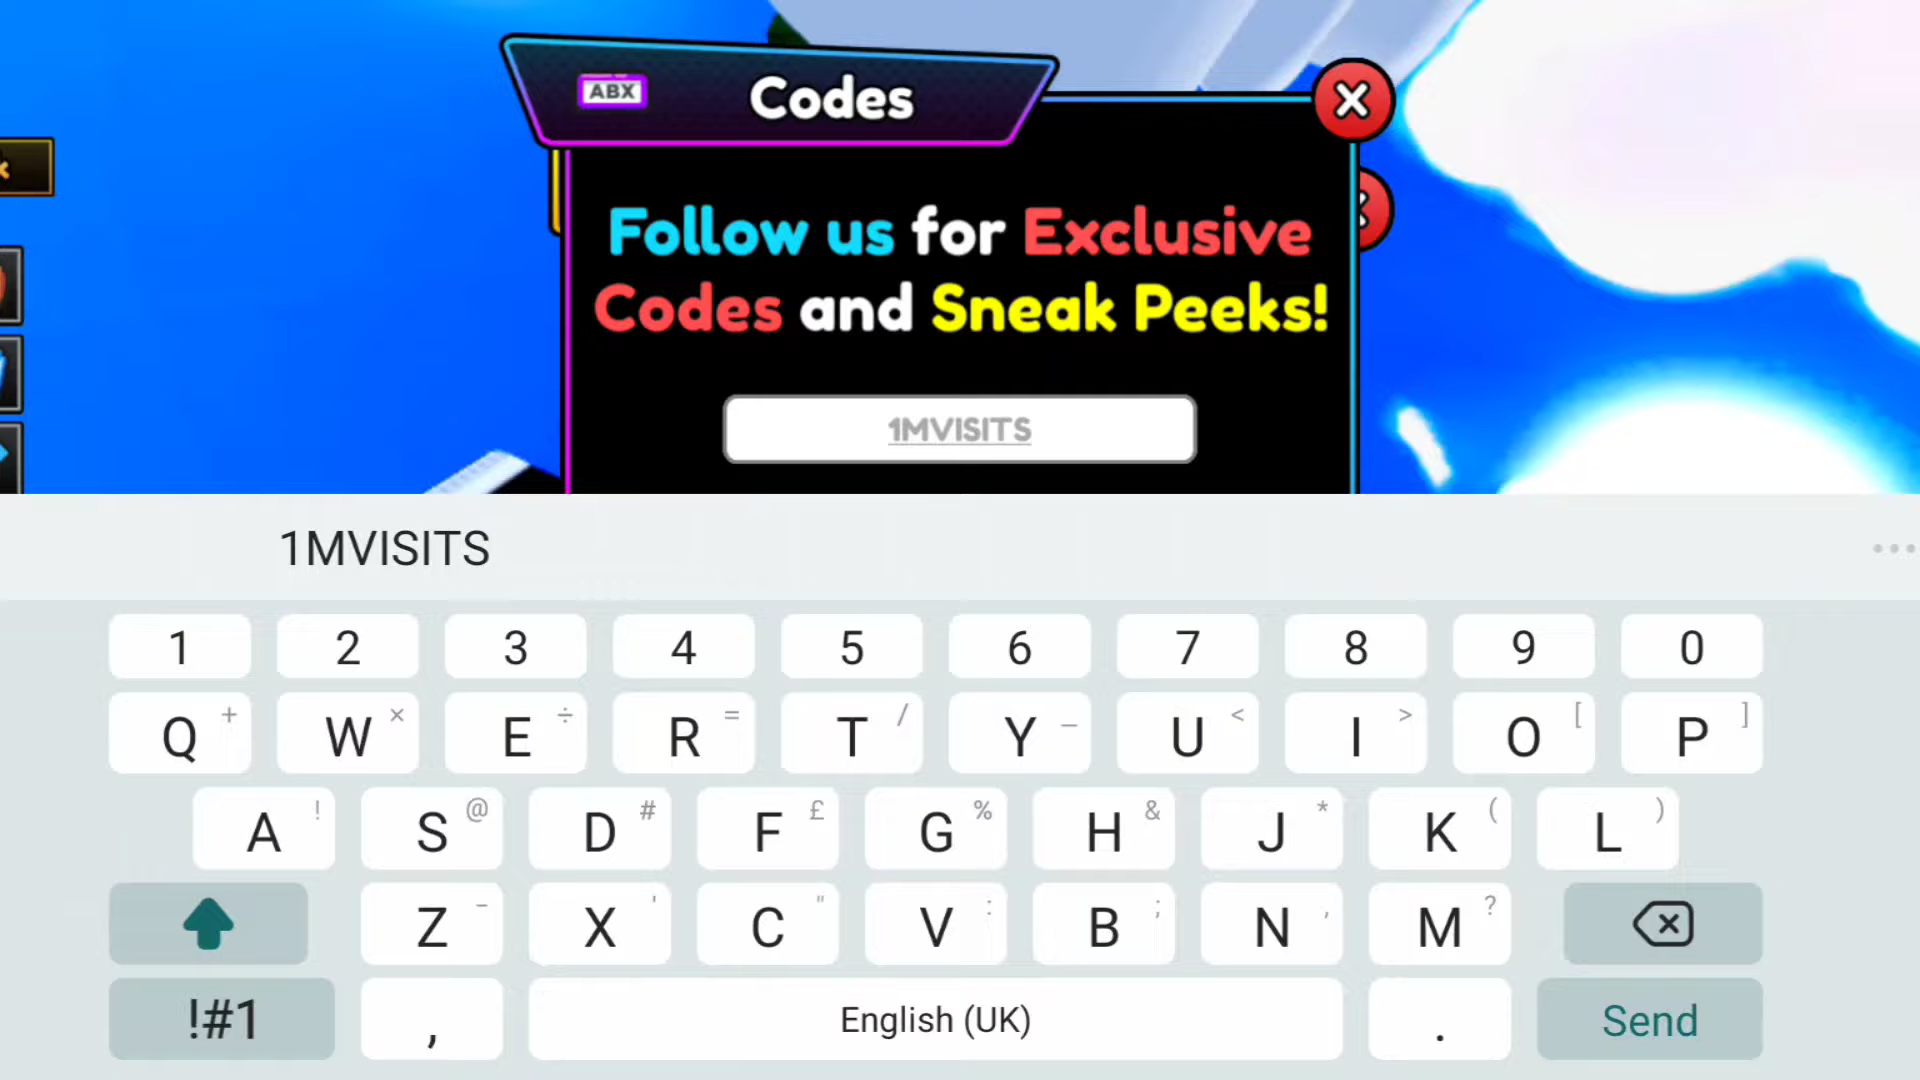 ABX
Codes
Follow us for Exclusive
Codes and Sneak Peeks!
1MVISITS
1MVISITS
1 2 3 4 5 6 7 8 9 0
Q + W × E ÷ R = T / Y _ U < I > O [ P ]
A ! S @ D # F £ G % H & J * K ( L )
Z - X ' C " V : B ; N , M ?
!#1 , English (UK) . Send